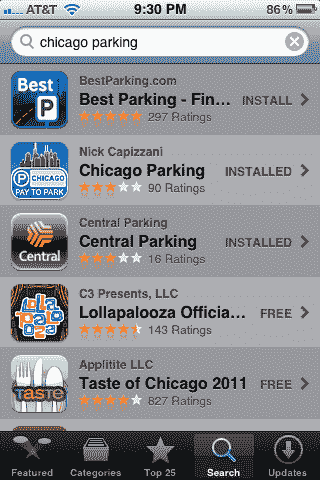 AT&T 9:30 PM 86%
chicago parking
BestParking.com
Best
P
Best Parking - Fin... INSTALL
297 Ratings
Nick Capizzani
P CHICAGO
PAY TO PARK
Chicago Parking INSTALLED
90 Ratings
Central Parking
Central
Central Parking INSTALLED
16 Ratings
C3 Presents, LLC
Lollapalooza
Lollapalooza Officia... FREE
143 Ratings
Applitite LLC
TASTE
Taste of Chicago 2011 FREE
827 Ratings
Featured Categories Top 25 Search Updates